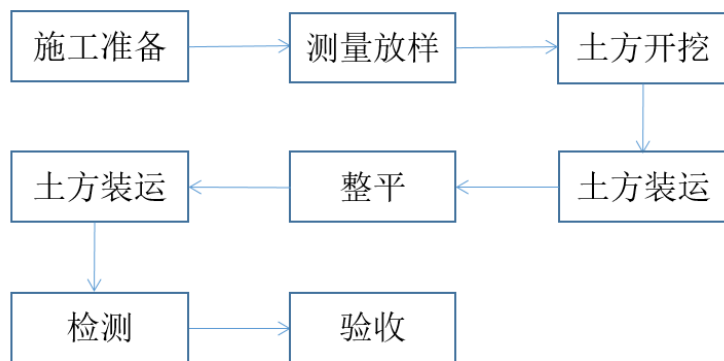 施工准备
测量放样
土方开挖
土方装运
整平
土方装运
检测
验收